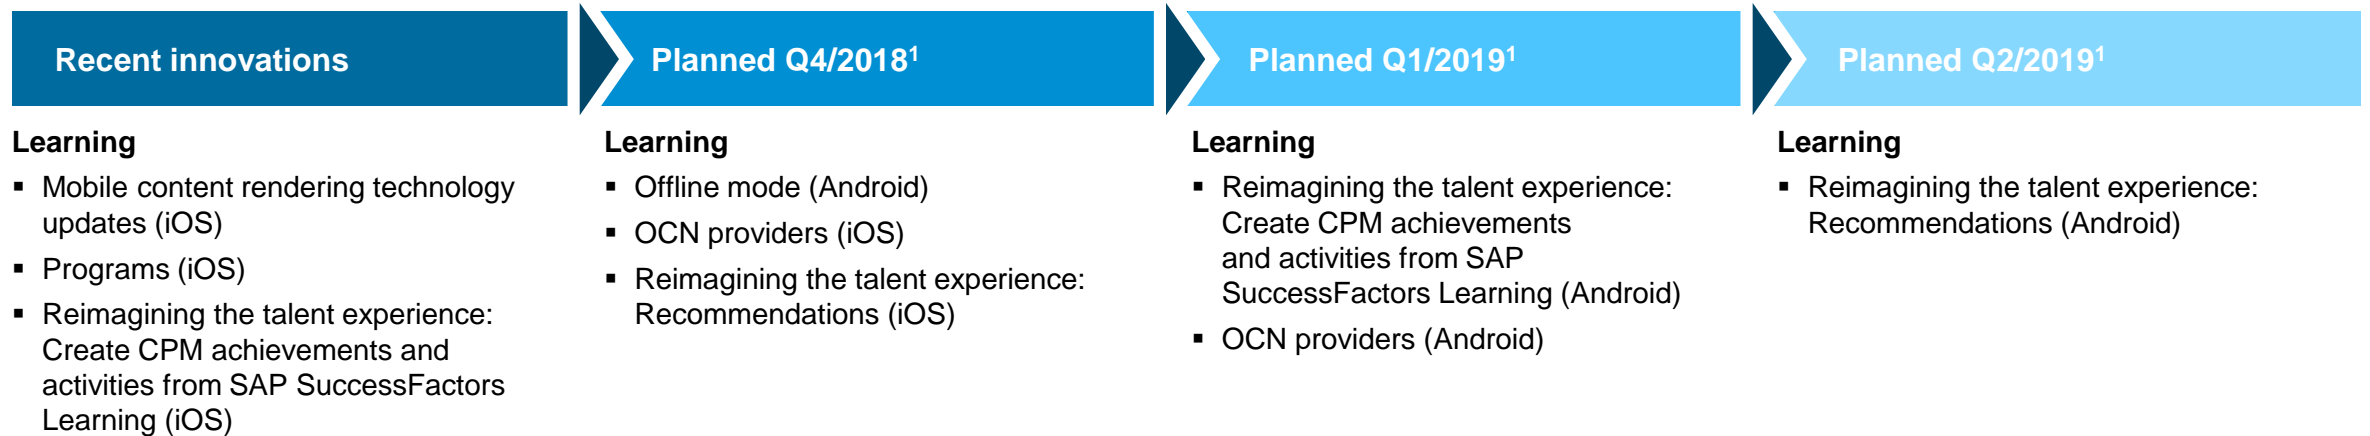 Recent innovations
Planned Q4/2018¹
Planned Q1/2019¹
Planned Q2/2019¹
Learning
▪ Mobile content rendering technology
updates (iOS)
▪ Programs (iOS)
▪ Reimagining the talent experience:
Create CPM achievements and
activities from SAP SuccessFactors
Learning (iOS)
Learning
▪ Offline mode (Android)
▪ OCN providers (iOS)
▪ Reimagining the talent experience:
Recommendations (iOS)
Learning
▪ Reimagining the talent experience:
Create CPM achievements
and activities from SAP
SuccessFactors Learning (Android)
▪ OCN providers (Android)
Learning
▪ Reimagining the talent experience:
Recommendations (Android)